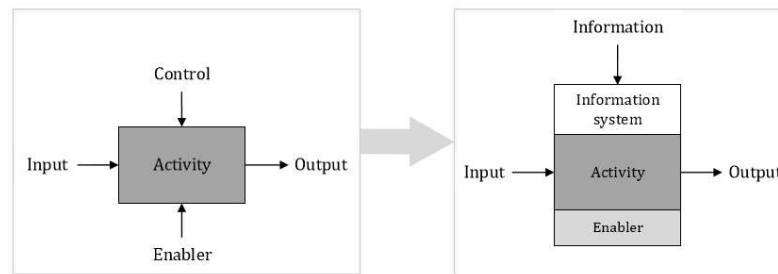 Control
Input
Activity
Output
Enabler
Information
Information
system
Input
Activity
Output
Enabler